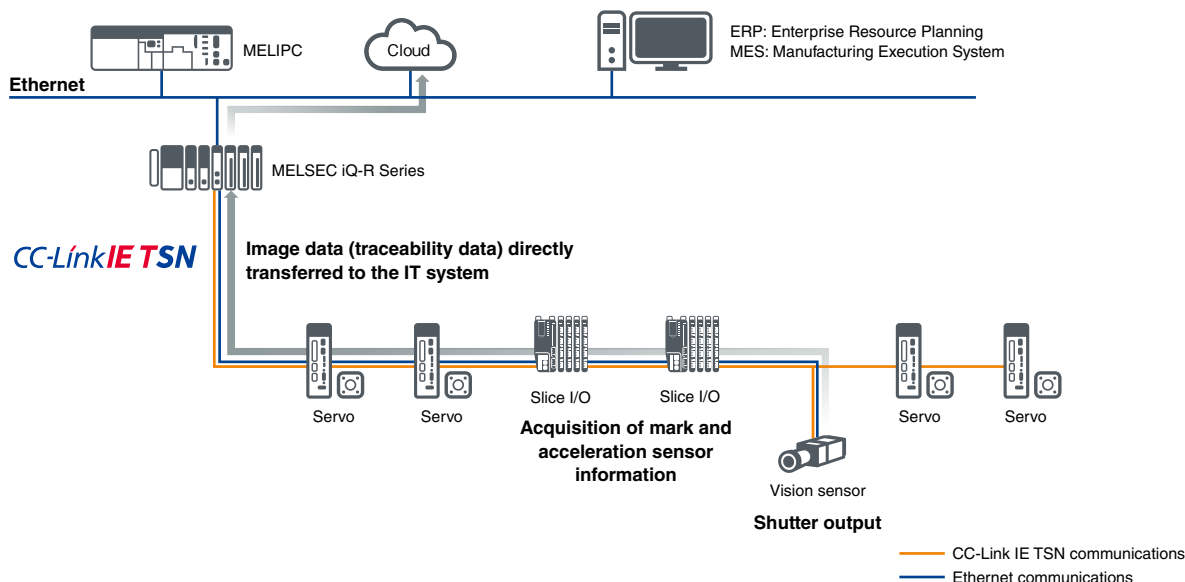 MELIPC
Cloud
ERP: Enterprise Resource Planning
MES: Manufacturing Execution System
Ethernet
MELSEC iQ-R Series
CC-Link IE TSN
Image data (traceability data) directly
transferred to the IT system
Servo
Servo
Slice I/O
Slice I/O
Servo
Servo
Acquisition of mark and
acceleration sensor
information
Vision sensor
Shutter output
CC-Link IE TSN communications
Ethernet communications